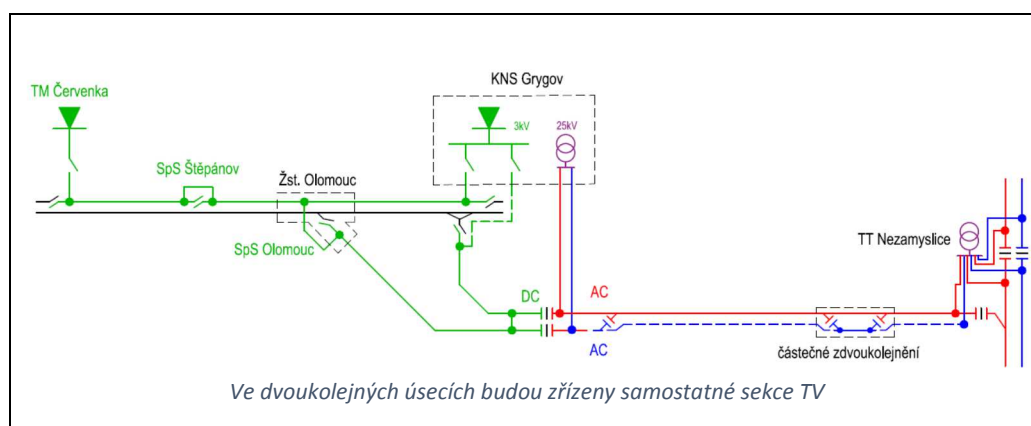 KNS Grygov
TM Červenka
3kV
25kV
SpS Štěpánov
Žst. Olomouc
SpS Olomouc
TT Nezamyslice
DC
AC
AC
částečné zdvoukolejnění
Ve dvoukolejných úsecích budou zřízeny samostatné sekce TV